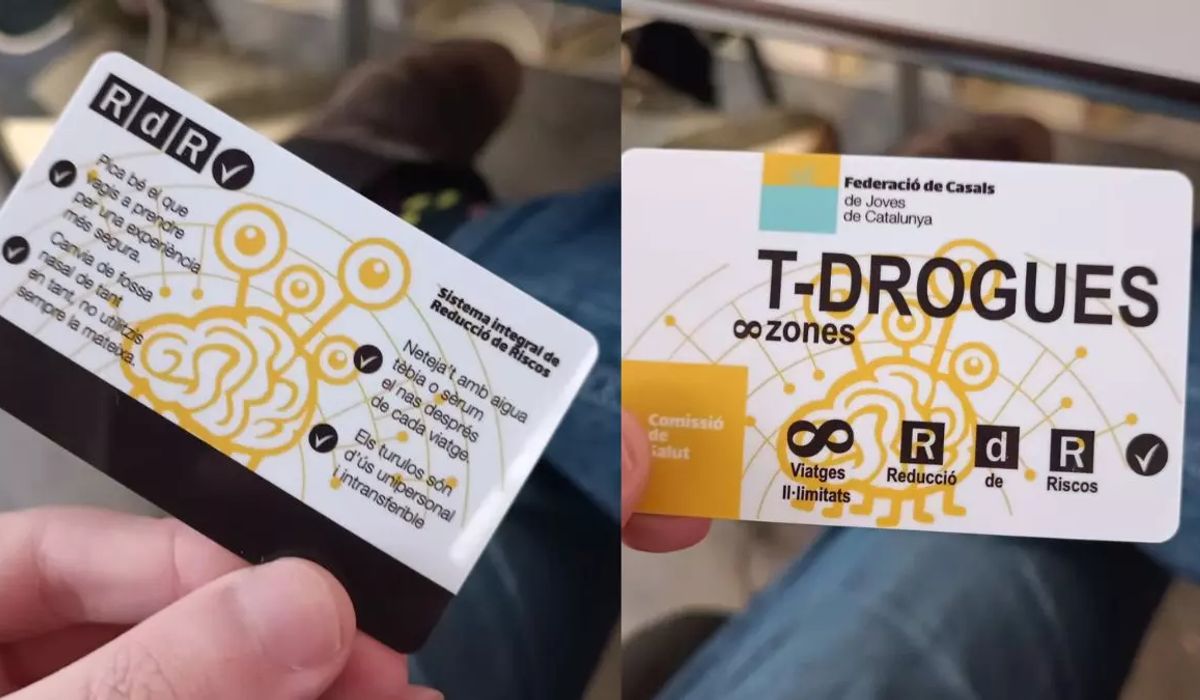 RdR
Pica bé el que
vagis a prendre
per una experiència
més segura.
Canvia de fossa
nasal de tant
en tant, no utilitzis
sempre la mateixa.
Sistema integral de
Reducció de Riscos
Neteja't amb aigua
tèbia o sèrum
el nas després
de cada viatge.
Els turulos són
d'ús unipersonal
i intransferible
Federació de Casals
de Joves
de Catalunya
T-DROGUES
∞ zones
Comissió
de
Salut
∞
Viatges
Il·limitats
R d R
Reducció de Riscos